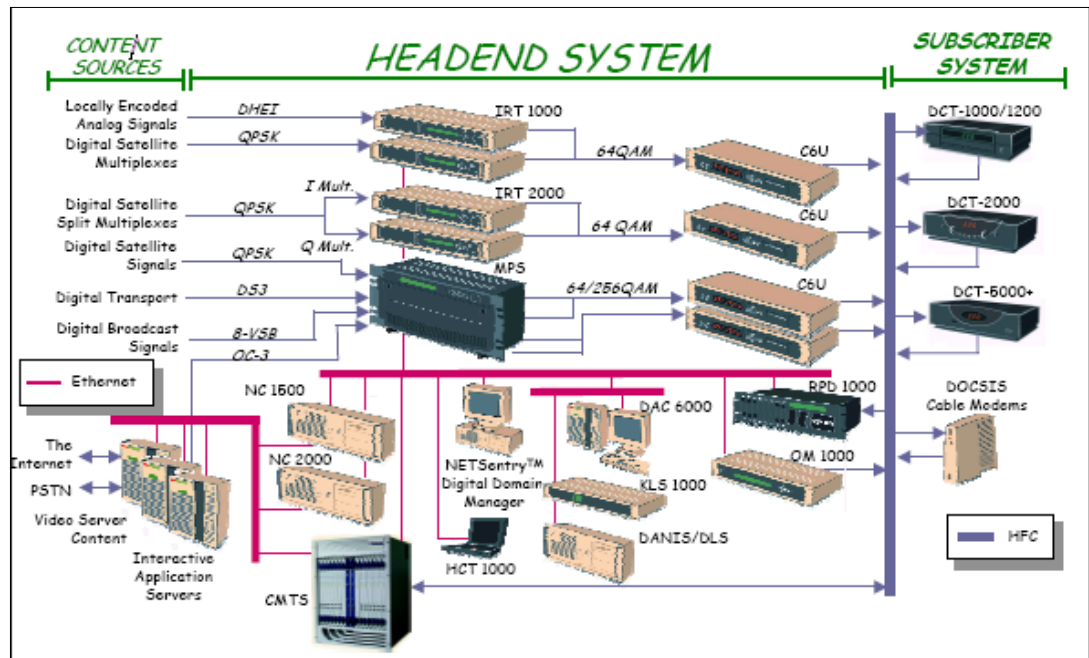 CONTENT
SOURCES
HEADEND SYSTEM
SUBSCRIBER
SYSTEM
Locally Encoded
Analog Signals
DHEI
IRT 1000
DCT-1000/1200
Digital Satellite
Multiplexes
QPSK
64QAM
C6U
I Mult.
IRT 2000
Digital Satellite
Split Multiplexes
QPSK
64 QAM
C6U
DCT-2000
Digital Satellite
Signals
QPSK
Q Mult.
MPS
C6U
DCT-5000+
Digital Transport
DS3
64/256QAM
Digital Broadcast
Signals
8-VSB
OC-3
Ethernet
NC 1500
DAC 6000
RPD 1000
DOCSIS
Cable Modems
The
Internet
PSTN
NC 2000
NETSentry™
Digital Domain
Manager
KLS 1000
OM 1000
Video Server
Content
Interactive
Application
Servers
CMTS
HCT 1000
DANIS/DLS
HFC